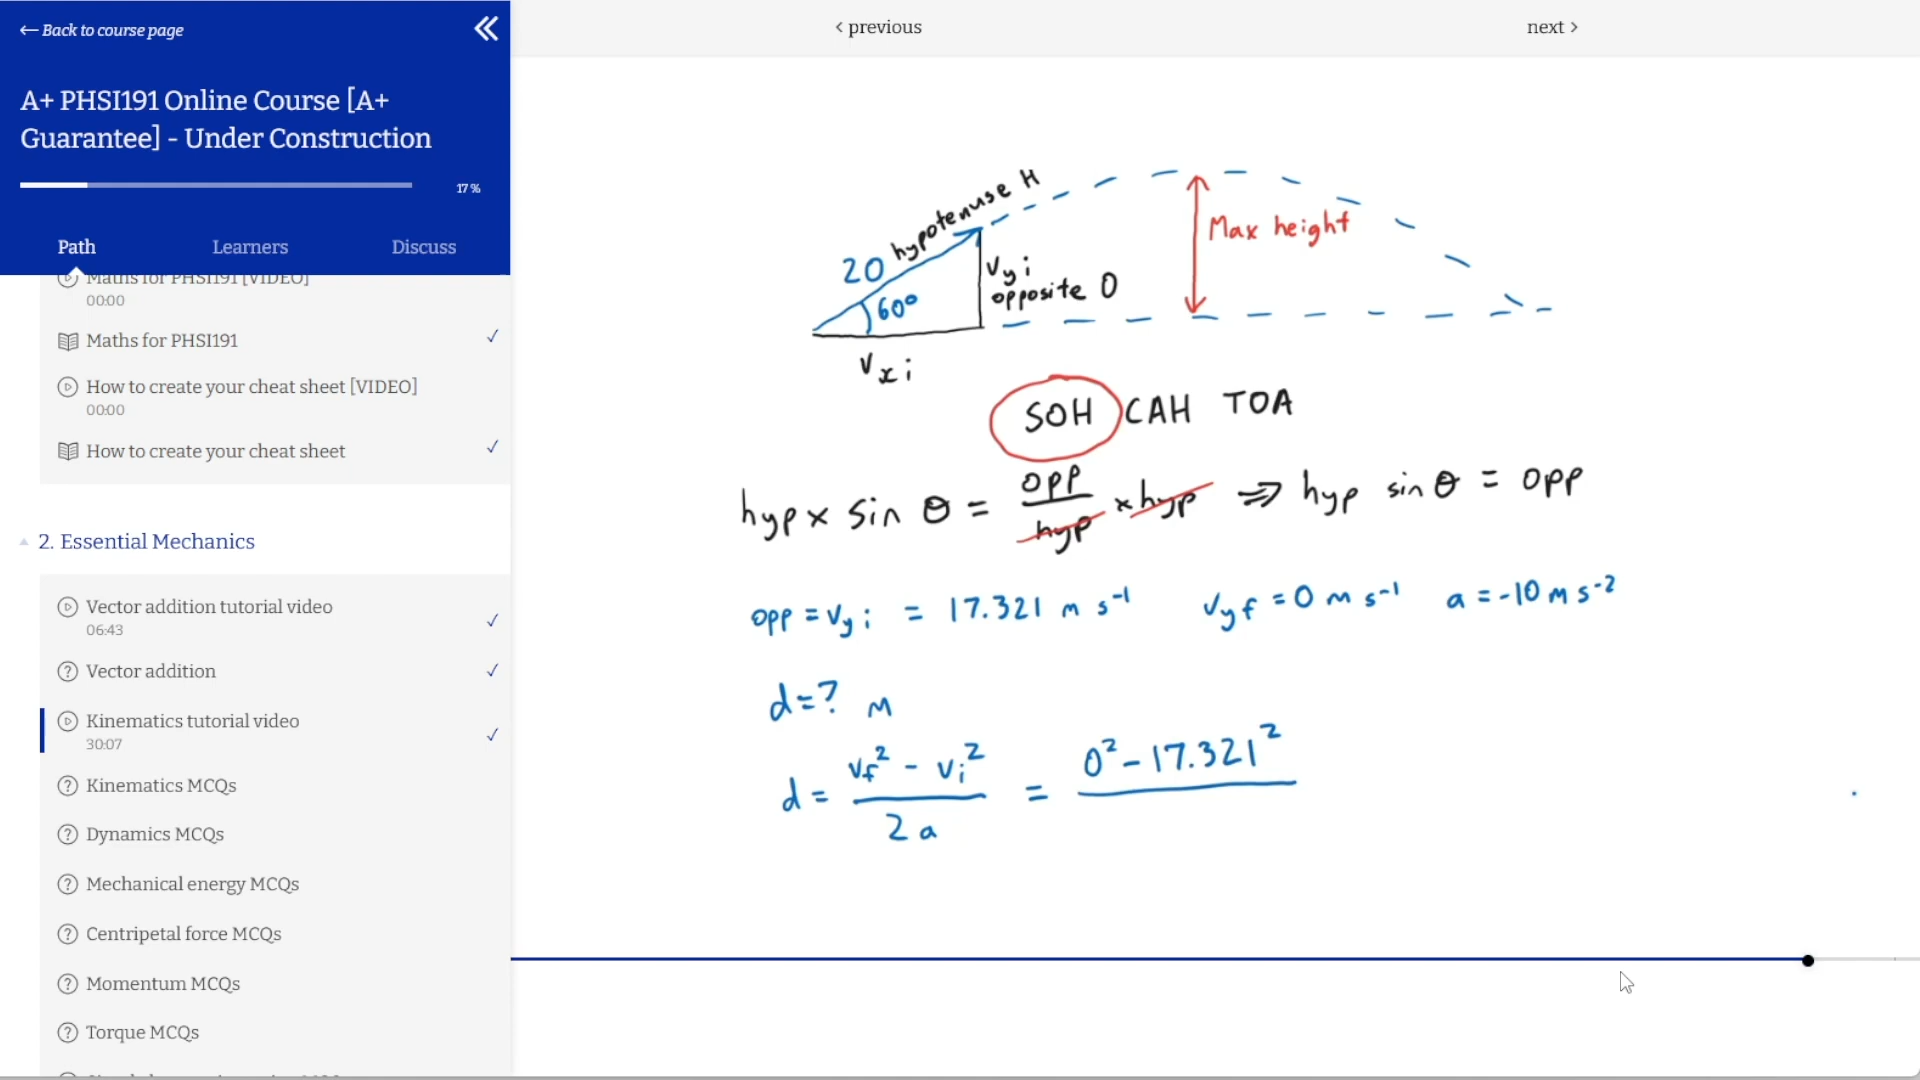 ← Back to course page
A+ PHSI191 Online Course [A+
Guarantee] - Under Construction
17 %
Path Learners Discuss
Maths for PHSI191 [VIDEO]
00:00
Maths for PHSI191
How to create your cheat sheet [VIDEO]
00:00
How to create your cheat sheet
2. Essential Mechanics
Vector addition tutorial video
06:43
Vector addition
Kinematics tutorial video
30:07
Kinematics MCQs
Dynamics MCQs
Mechanical energy MCQs
Centripetal force MCQs
Momentum MCQs
Torque MCQs
< previous
next >
hypotenuse H
20
60°
vyi
opposite O
vxi
Max height
SOH CAH TOA
hyp x sin θ = opp/hyp x hyp ⇒ hyp sin θ = opp
opp = vyi = 17.321 m s⁻¹ vyf = 0 m s⁻¹ a = -10 m s⁻²
d = ? m
d = vf² - vi² / 2a = 0² - 17.321²